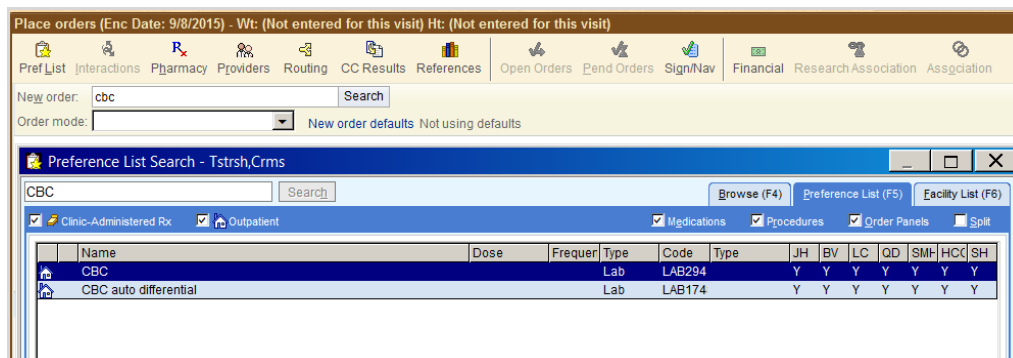 Place orders (Enc Date: 9/8/2015) - Wt: (Not entered for this visit) Ht: (Not entered for this visit)
Pref List Interactions Pharmacy Providers Routing CC Results References Open Orders Pend Orders Sign/Nav Financial Research Association Association
New order: cbc Search
Order mode: New order defaults Not using defaults
Preference List Search - Tstrsh,Crms
CBC Search Browse (F4) Preference List (F5) Facility List (F6)
Clinic-Administered Rx Outpatient Medications Procedures Order Panels Split
Name Dose Frequen Type Code Type JH BV LC QD SMH HCC SH
CBC Lab LAB294 Y Y Y Y Y Y Y
CBC auto differential Lab LAB174 Y Y Y Y Y Y Y